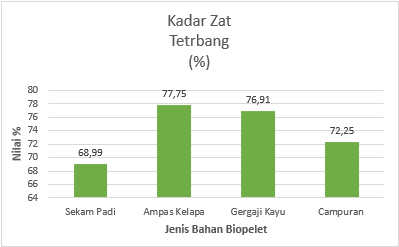 Kadar Zat
Tetrbang
(%)
80
78
76
74
72
70
68
66
64
Nilai %
68,99
77,75
76,91
72,25
Sekam Padi
Ampas Kelapa
Gergaji Kayu
Campuran
Jenis Bahan Biopelet